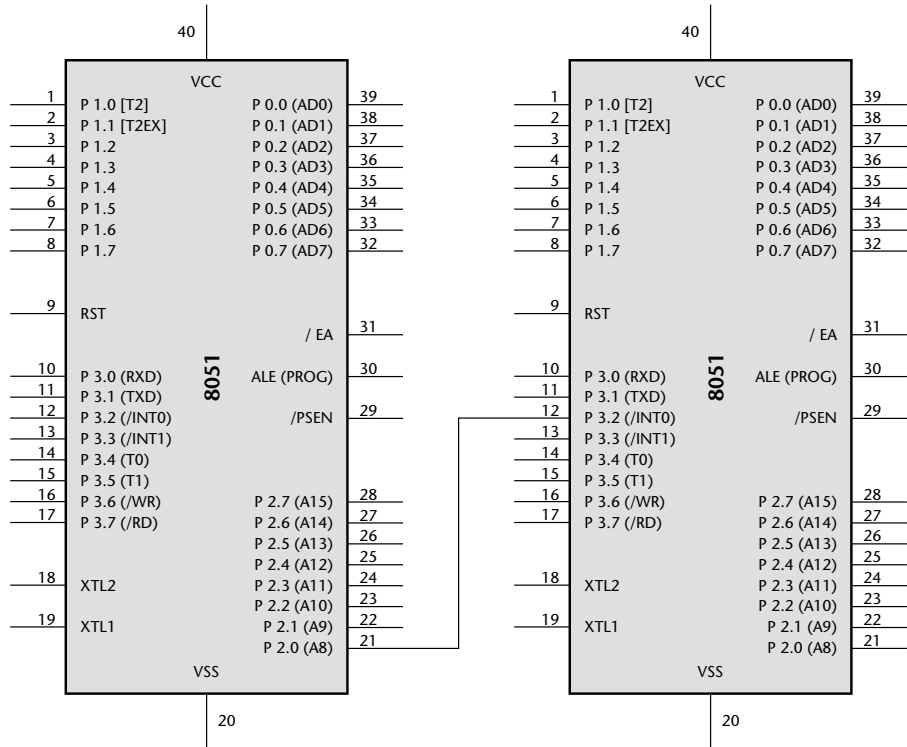 40
VCC
1 P 1.0 [T2] P 0.0 (AD0) 39
2 P 1.1 [T2EX] P 0.1 (AD1) 38
3 P 1.2 P 0.2 (AD2) 37
4 P 1.3 P 0.3 (AD3) 36
5 P 1.4 P 0.4 (AD4) 35
6 P 1.5 P 0.5 (AD5) 34
7 P 1.6 P 0.6 (AD6) 33
8 P 1.7 P 0.7 (AD7) 32
9 RST
/ EA 31
8051
10 P 3.0 (RXD) ALE (PROG) 30
11 P 3.1 (TXD)
12 P 3.2 (/INT0) /PSEN 29
13 P 3.3 (/INT1)
14 P 3.4 (T0)
15 P 3.5 (T1)
16 P 3.6 (/WR) P 2.7 (A15) 28
17 P 3.7 (/RD) P 2.6 (A14) 27
P 2.5 (A13) 26
P 2.4 (A12) 25
18 XTL2 P 2.3 (A11) 24
P 2.2 (A10) 23
19 XTL1 P 2.1 (A9) 22
P 2.0 (A8) 21
VSS
20
40
VCC
1 P 1.0 [T2] P 0.0 (AD0) 39
2 P 1.1 [T2EX] P 0.1 (AD1) 38
3 P 1.2 P 0.2 (AD2) 37
4 P 1.3 P 0.3 (AD3) 36
5 P 1.4 P 0.4 (AD4) 35
6 P 1.5 P 0.5 (AD5) 34
7 P 1.6 P 0.6 (AD6) 33
8 P 1.7 P 0.7 (AD7) 32
9 RST
/ EA 31
8051
10 P 3.0 (RXD) ALE (PROG) 30
11 P 3.1 (TXD)
12 P 3.2 (/INT0) /PSEN 29
13 P 3.3 (/INT1)
14 P 3.4 (T0)
15 P 3.5 (T1)
16 P 3.6 (/WR) P 2.7 (A15) 28
17 P 3.7 (/RD) P 2.6 (A14) 27
P 2.5 (A13) 26
P 2.4 (A12) 25
18 XTL2 P 2.3 (A11) 24
P 2.2 (A10) 23
19 XTL1 P 2.1 (A9) 22
P 2.0 (A8) 21
VSS
20